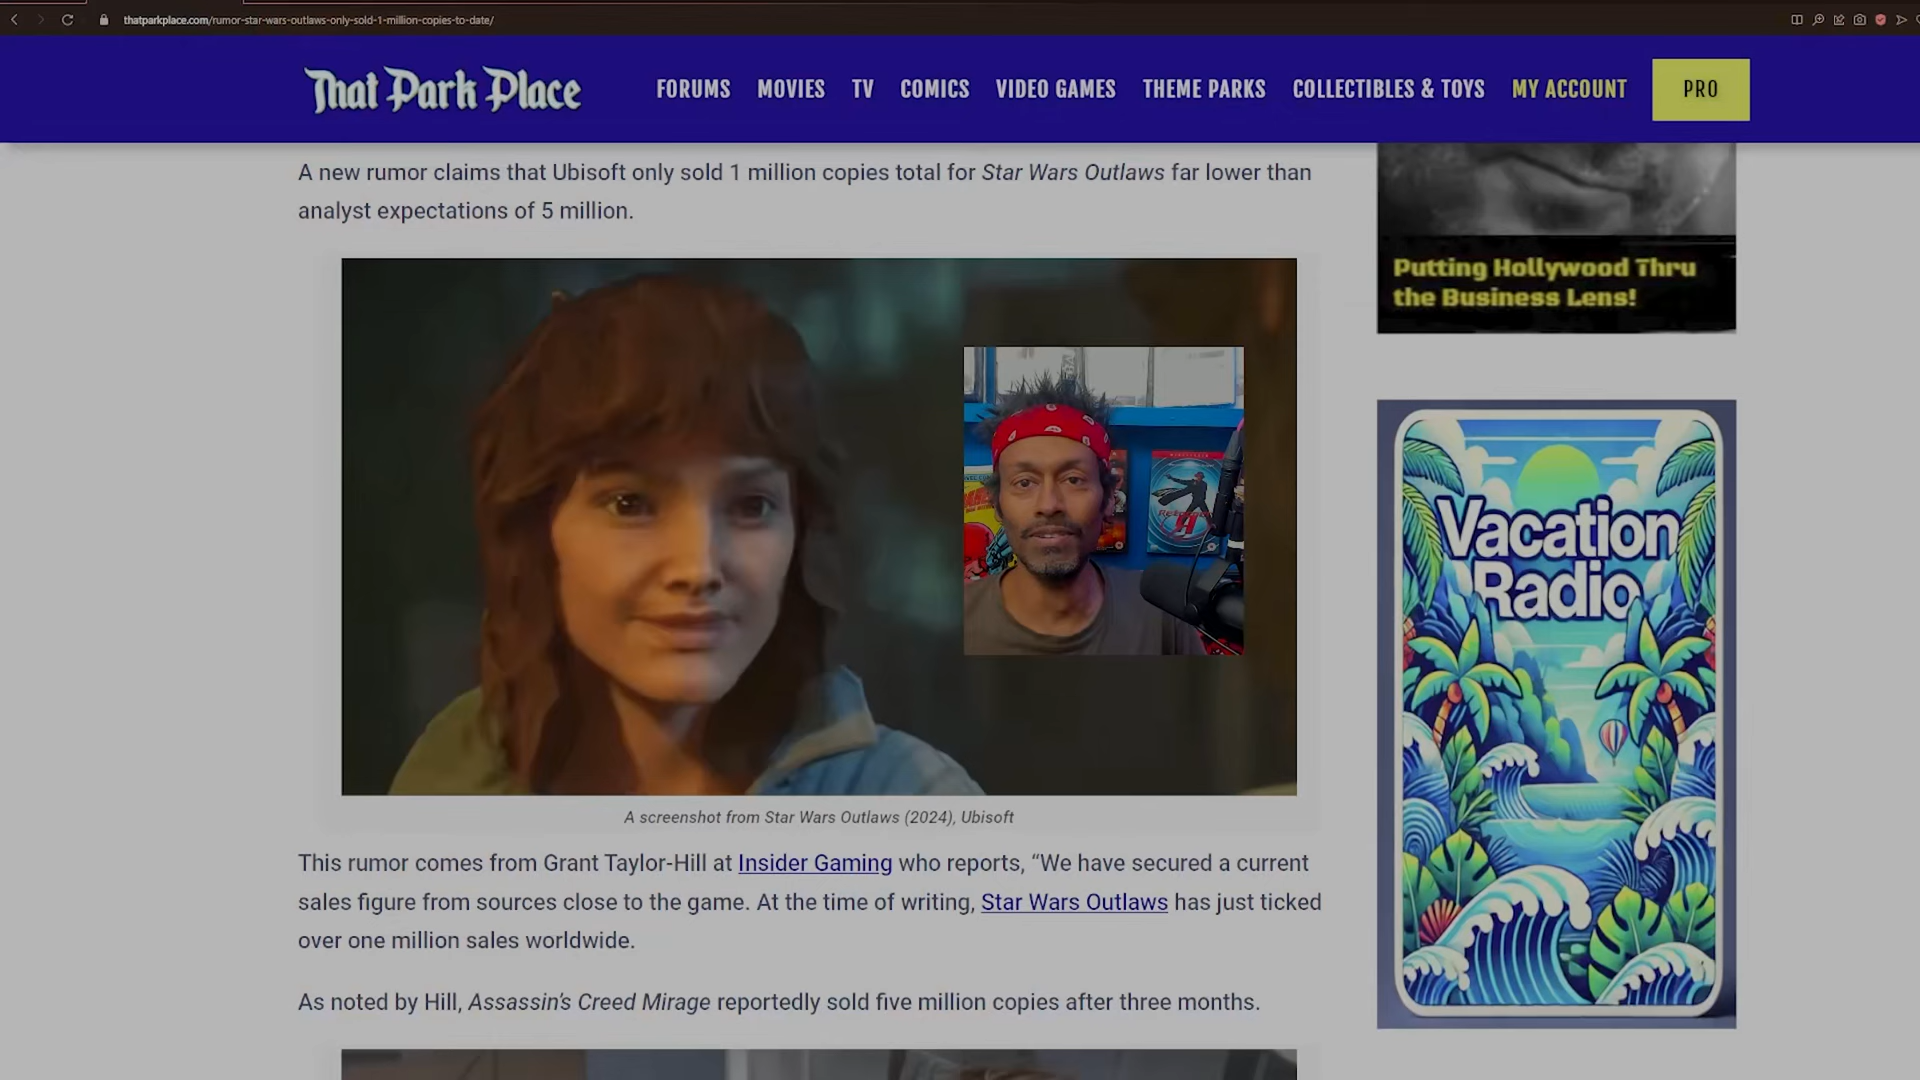 thatparkplace.com/rumor-star-wars-outlaws-only-sold-1-million-copies-to-date/
That Park Place
FORUMS MOVIES TV COMICS VIDEO GAMES THEME PARKS COLLECTIBLES & TOYS MY ACCOUNT PRO
A new rumor claims that Ubisoft only sold 1 million copies total for Star Wars Outlaws far lower than
analyst expectations of 5 million.
Putting Hollywood Thru
the Business Lens!
Vacation
Radio
A screenshot from Star Wars Outlaws (2024), Ubisoft
This rumor comes from Grant Taylor-Hill at Insider Gaming who reports, “We have secured a current
sales figure from sources close to the game. At the time of writing, Star Wars Outlaws has just ticked
over one million sales worldwide.
As noted by Hill, Assassin’s Creed Mirage reportedly sold five million copies after three months.